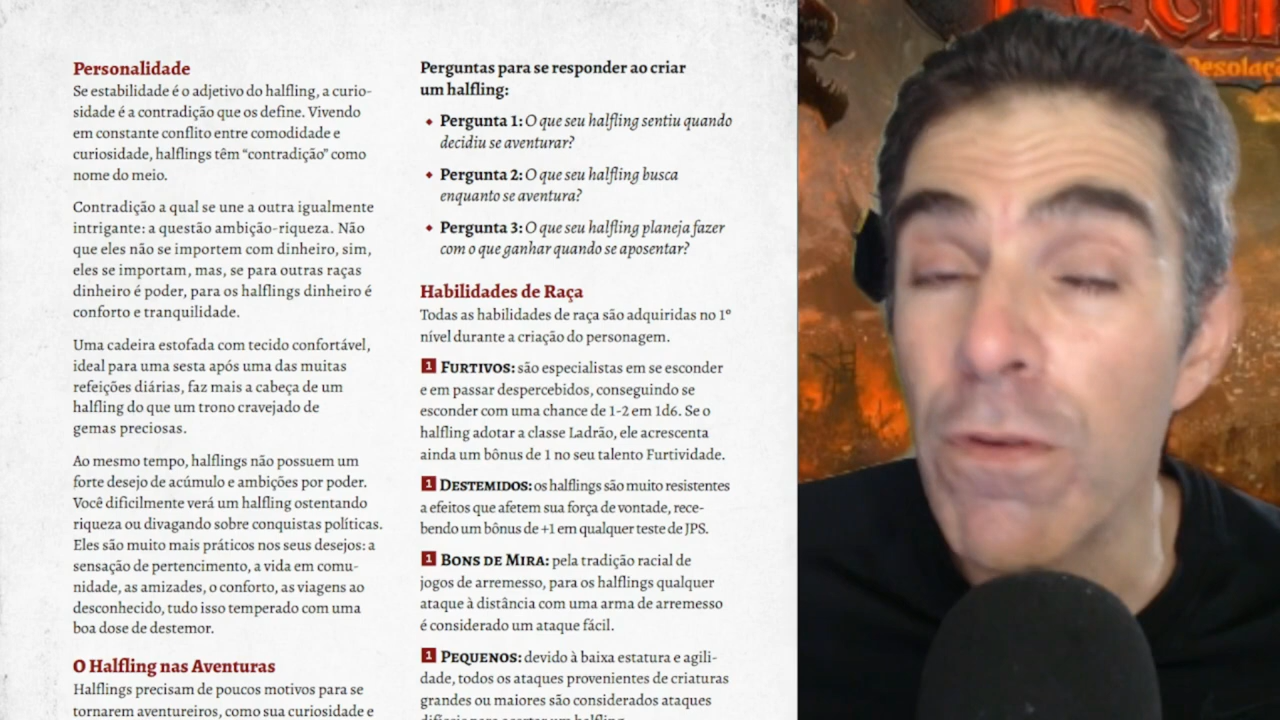 Personalidade
Se estabilidade é o adjetivo do halfling, a curio-
sidade é a contradição que os define. Vivendo
em constante conflito entre comodidade e
curiosidade, halflings têm “contradição” como
nome do meio.
Contradição a qual se une a outra igualmente
intrigante: a questão ambição-riqueza. Não
que eles não se importem com dinheiro, sim,
eles se importam, mas, se para outras raças
dinheiro é poder, para os halflings dinheiro é
conforto e tranquilidade.
Uma cadeira estofada com tecido confortável,
ideal para uma sesta após uma das muitas
refeições diárias, faz mais a cabeça de um
halfling do que um trono cravejado de
gemas preciosas.
Ao mesmo tempo, halflings não possuem um
forte desejo de acúmulo e ambições por poder.
Você dificilmente verá um halfling ostentando
riqueza ou divagando sobre conquistas políticas.
Eles são muito mais práticos nos seus desejos: a
sensação de pertencimento, a vida em comu-
nidade, as amizades, o conforto, as viagens ao
desconhecido, tudo isso temperado com uma
boa dose de destemor.
O Halfling nas Aventuras
Halflings precisam de poucos motivos para se
tornarem aventureiros, como sua curiosidade e
Perguntas para se responder ao criar
um halfling:
Pergunta 1: O que seu halfling sentiu quando
decidiu se aventurar?
Pergunta 2: O que seu halfling busca
enquanto se aventura?
Pergunta 3: O que seu halfling planeja fazer
com o que ganhar quando se aposentar?
Habilidades de Raça
Todas as habilidades de raça são adquiridas no 1º
nível durante a criação do personagem.
1 FURTIVOS: são especialistas em se esconder
e em passar despercebidos, conseguindo se
esconder com uma chance de 1-2 em 1d6. Se o
halfling adotar a classe Ladrão, ele acrescenta
ainda um bônus de 1 no seu talento Furtividade.
1 DESTEMIDOS: os halflings são muito resistentes
a efeitos que afetem sua força de vontade, rece-
bendo um bônus de +1 em qualquer teste de JPS.
1 BONS DE MIRA: pela tradição racial de
jogos de arremesso, para os halflings qualquer
ataque à distância com uma arma de arremesso
é considerado um ataque fácil.
1 PEQUENOS: devido à baixa estatura e agili-
dade, todos os ataques provenientes de criaturas
grandes ou maiores são considerados ataques